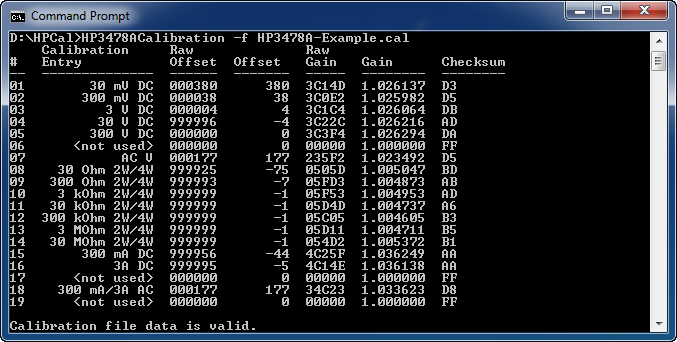 Command Prompt
D:\HPCal>HP3478ACalibration -f HP3478A-Example.cal
Calibration Raw Raw
# Entry Offset Offset Gain Gain Checksum
-- ------------- ------- ------- ----- -------- --------
01 30 mV DC 000380 380 3C14D 1.026137 D3
02 300 mV DC 000038 38 3C0E2 1.025982 D5
03 3 V DC 000004 4 3C1C4 1.026064 DB
04 30 V DC 999996 -4 3C22C 1.026216 AD
05 300 V DC 000000 0 3C3F4 1.026294 DA
06 <not used> 000000 0 00000 1.000000 FF
07 AC V 000177 177 235F2 1.023492 D5
08 30 Ohm 2W/4W 999925 -75 0505D 1.005047 BD
09 300 Ohm 2W/4W 999993 -7 05FD3 1.004873 AB
10 3 kOhm 2W/4W 999999 -1 05F53 1.004953 AD
11 30 kOhm 2W/4W 999999 -1 05D4D 1.004737 A6
12 300 kOhm 2W/4W 999999 -1 05C05 1.004605 B3
13 3 MOhm 2W/4W 999999 -1 05D11 1.004711 B5
14 30 MOhm 2W/4W 999999 -1 054D2 1.005372 B1
15 300 mA DC 999956 -44 4C25F 1.036249 AA
16 3A DC 999995 -5 4C14E 1.036138 AA
17 <not used> 000000 0 00000 1.000000 FF
18 300 mA/3A AC 000177 177 34C23 1.033623 D8
19 <not used> 000000 0 00000 1.000000 FF
Calibration file data is valid.